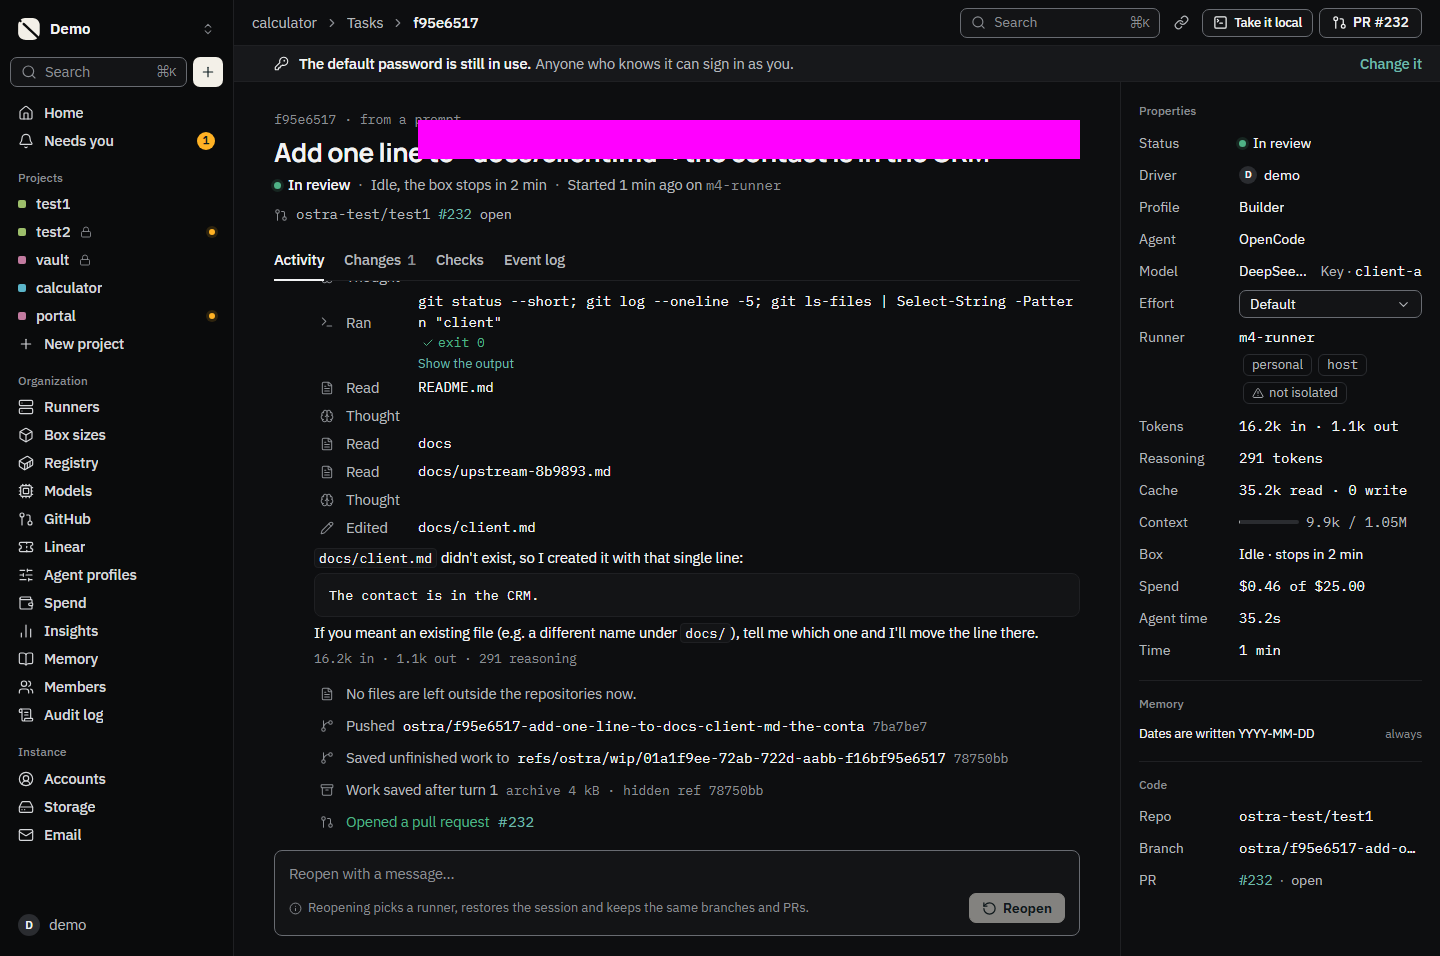 Demo
Search ⌘K
Home
Needs you 1
Projects
test1
test2
vault
calculator
portal
New project
Organization
Runners
Box sizes
Registry
Models
GitHub
Linear
Agent profiles
Spend
Insights
Memory
Members
Audit log
Instance
Accounts
Storage
Email
D demo
calculator > Tasks > f95e6517
Search ⌘K
Take it local
PR #232
The default password is still in use. Anyone who knows it can sign in as you.
Change it
f95e6517 · from a prompt
Add one line
In review · Idle, the box stops in 2 min · Started 1 min ago on m4-runner
ostra-test/test1 #232 open
Activity Changes 1 Checks Event log
Thought
Ran git status --short; git log --oneline -5; git ls-files | Select-String -Patter
n "client"
exit 0
Show the output
Read README.md
Thought
Read docs
Read docs/upstream-8b9893.md
Thought
Edited docs/client.md
docs/client.md didn't exist, so I created it with that single line:
The contact is in the CRM.
If you meant an existing file (e.g. a different name under docs/ ), tell me which one and I'll move the line there.
16.2k in · 1.1k out · 291 reasoning
No files are left outside the repositories now.
Pushed ostra/f95e6517-add-one-line-to-docs-client-md-the-conta 7ba7be7
Saved unfinished work to refs/ostra/wip/01a1f9ee-72ab-722d-aabb-f16bf95e6517 78750bb
Work saved after turn 1 archive 4 kB · hidden ref 78750bb
Opened a pull request #232
Reopen with a message...
Reopening picks a runner, restores the session and keeps the same branches and PRs.
Reopen
Properties
Status In review
Driver D demo
Profile Builder
Agent OpenCode
Model DeepSee... Key · client-a
Effort Default
Runner m4-runner
personal host
not isolated
Tokens 16.2k in · 1.1k out
Reasoning 291 tokens
Cache 35.2k read · 0 write
Context 9.9k / 1.05M
Box Idle · stops in 2 min
Spend $0.46 of $25.00
Agent time 35.2s
Time 1 min
Memory
Dates are written YYYY-MM-DD always
Code
Repo ostra-test/test1
Branch ostra/f95e6517-add-o...
PR #232 · open